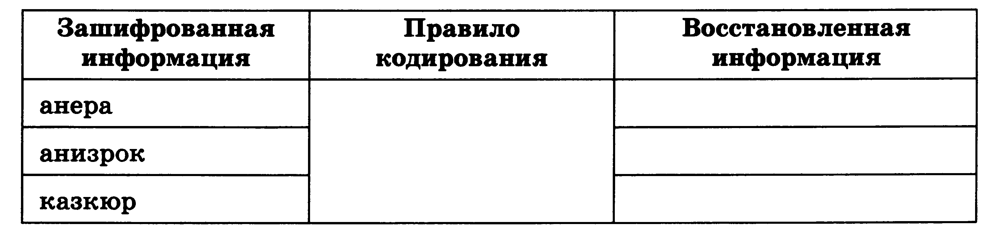 Зашифрованная
информация
Правило
кодирования
Восстановленная
информация
анера
анизрок
казкюр